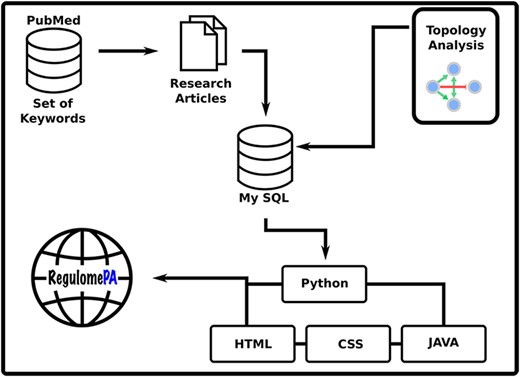 PubMed
Set of
Keywords
Research
Articles
Topology
Analysis
My SQL
RegulomePA
Python
HTML
CSS
JAVA